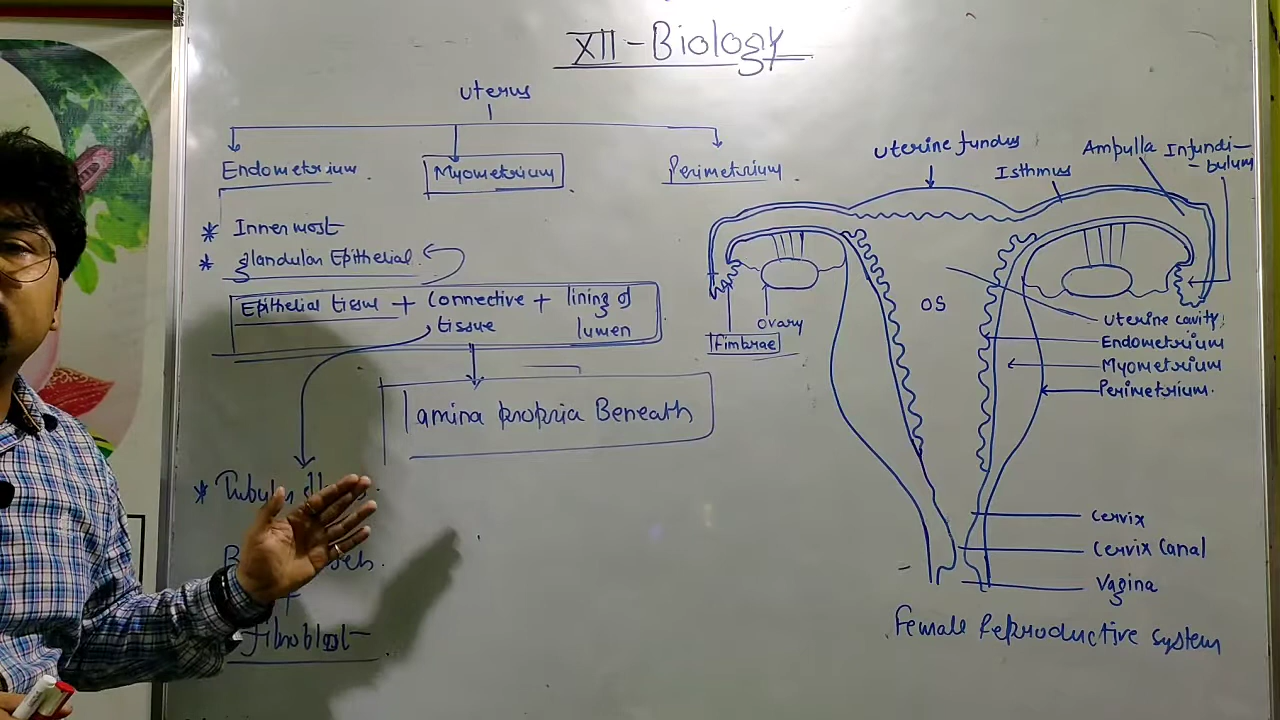 XII - Biology
uterus
Endometrium.
Myometrium.
Perimetrium.
* Innermost
* glandular Epithelial.
Epithelial tissue + Connective + lining of
tissue lumen
lamina propria Beneath
*
+
fibroblost
uterine fundus
Isthmus
Ampulla
Infundi-
-bulum
ovary
Fimbrae
OS
uterine cavity
Endometrium
Myometrium
Perimetrium.
cervix
cervix canal
Vagina
Female Reproductive system